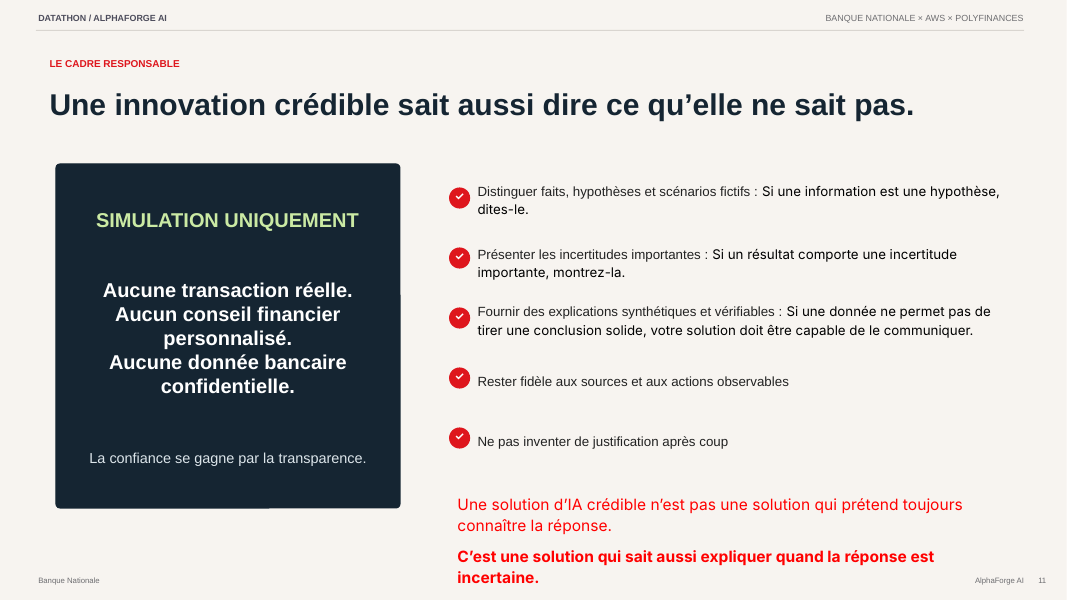 DATATHON / ALPHAFORGE AI
BANQUE NATIONALE × AWS × POLYFINANCES
LE CADRE RESPONSABLE
Une innovation crédible sait aussi dire ce qu’elle ne sait pas.
SIMULATION UNIQUEMENT
Aucune transaction réelle.
Aucun conseil financier
personnalisé.
Aucune donnée bancaire
confidentielle.
La confiance se gagne par la transparence.
Distinguer faits, hypothèses et scénarios fictifs : Si une information est une hypothèse,
dites-le.
Présenter les incertitudes importantes : Si un résultat comporte une incertitude
importante, montrez-la.
Fournir des explications synthétiques et vérifiables : Si une donnée ne permet pas de
tirer une conclusion solide, votre solution doit être capable de le communiquer.
Rester fidèle aux sources et aux actions observables
Ne pas inventer de justification après coup
Une solution d’IA crédible n’est pas une solution qui prétend toujours
connaître la réponse.
C’est une solution qui sait aussi expliquer quand la réponse est
incertaine.
Banque Nationale
AlphaForge AI 11